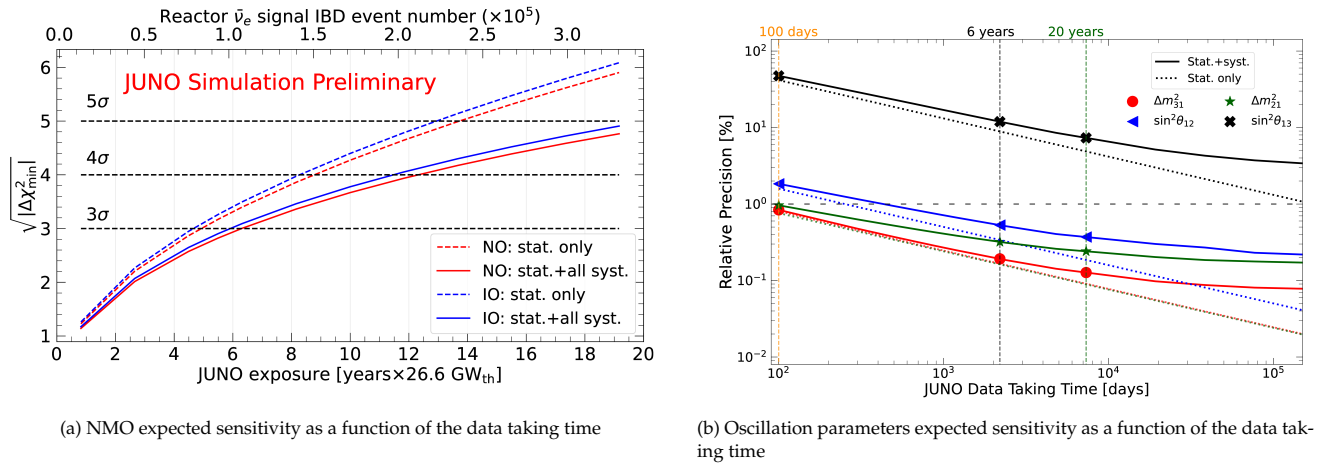 Reactor ν̄ₑ signal IBD event number (×10⁵)
0.0 0.5 1.0 1.5 2.0 2.5 3.0
JUNO Simulation Preliminary
6
5
4
3
2
1
√|Δχ²min|
5σ
4σ
3σ
NO: stat. only
NO: stat.+all syst.
IO: stat. only
IO: stat.+all syst.
0 2 4 6 8 10 12 14 16 18 20
JUNO exposure [years×26.6 GWth]
(a) NMO expected sensitivity as a function of the data taking time
100 days 6 years 20 years
Stat.+syst.
Stat. only
Δm²₃₁ Δm²₂₁
sin²θ₁₂ sin²θ₁₃
10²
10¹
10⁰
10⁻¹
10⁻²
Relative Precision [%]
10² 10³ 10⁴ 10⁵
JUNO Data Taking Time [days]
(b) Oscillation parameters expected sensitivity as a function of the data tak-
ing time